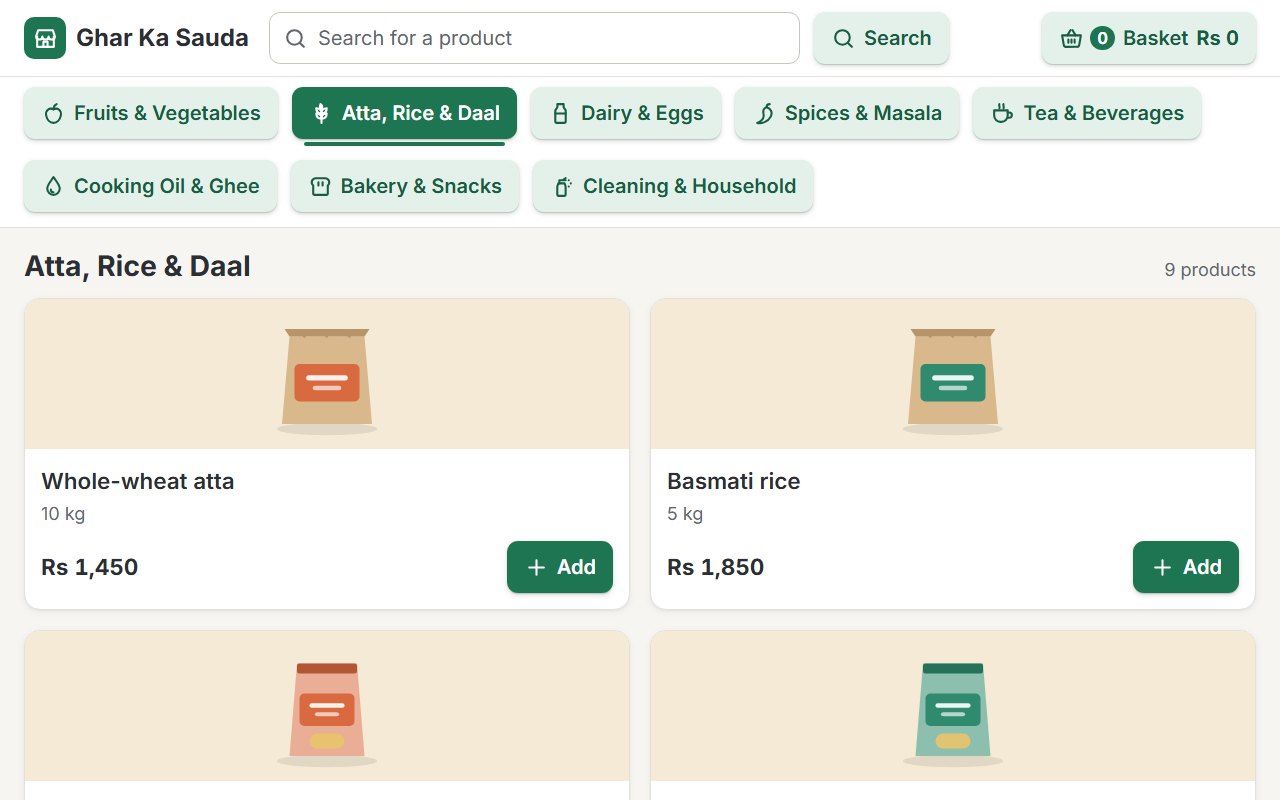 Ghar Ka Sauda
Search for a product
Search
0 Basket Rs 0
Fruits & Vegetables
Atta, Rice & Daal
Dairy & Eggs
Spices & Masala
Tea & Beverages
Cooking Oil & Ghee
Bakery & Snacks
Cleaning & Household
Atta, Rice & Daal
9 products
Whole-wheat atta
10 kg
Rs 1,450
Add
Basmati rice
5 kg
Rs 1,850
Add